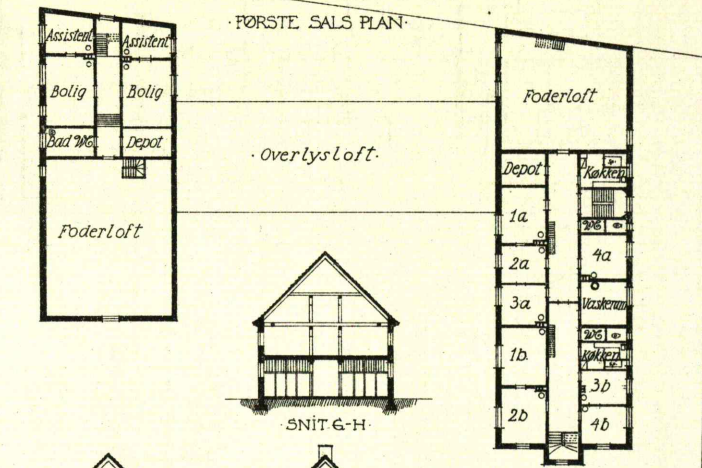 ·FØRSTE SALS PLAN·
Assistent
Assistent
Bolig
Bolig
Bad WC
Depot
Foderloft
·Overlysloft·
Foderloft
Depot
Køkken
1a
WC
2a
4a
3a
Vaskerum
WC
1b
Køkken
3b
2b
4b
·SNIT G-H·